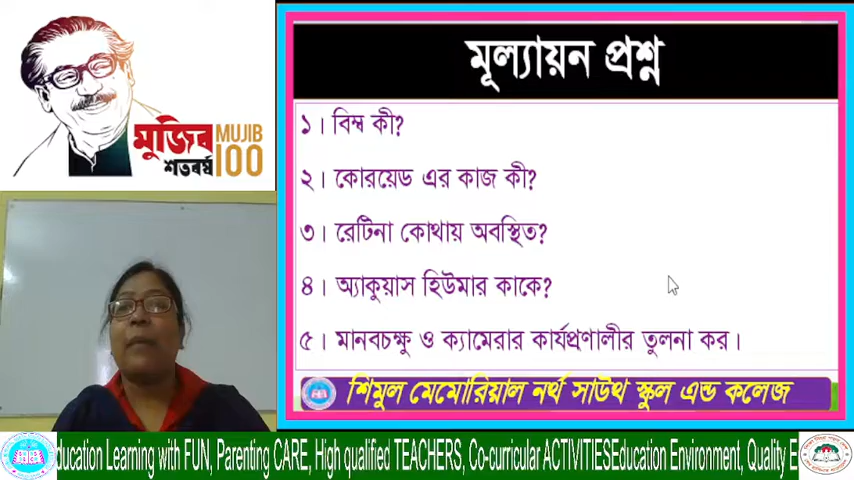 মুজিব
শতবর্ষ
MUJIB
100
মূল্যায়ন প্রশ্ন
১। বিম্ব কী?
২। কোরয়েড এর কাজ কী?
৩। রেটিনা কোথায় অবস্থিত?
৪। অ্যাকুয়াস হিউমার কাকে?
৫। মানবচক্ষু ও ক্যামেরার কার্যপ্রণালীর তুলনা কর।
শিমুল মেমোরিয়াল নর্থ সাউথ স্কুল এন্ড কলেজ
ducation Learning with FUN, Parenting CARE, High qualified TEACHERS, Co-curricular ACTIVITIESEducation Environment, Quality E